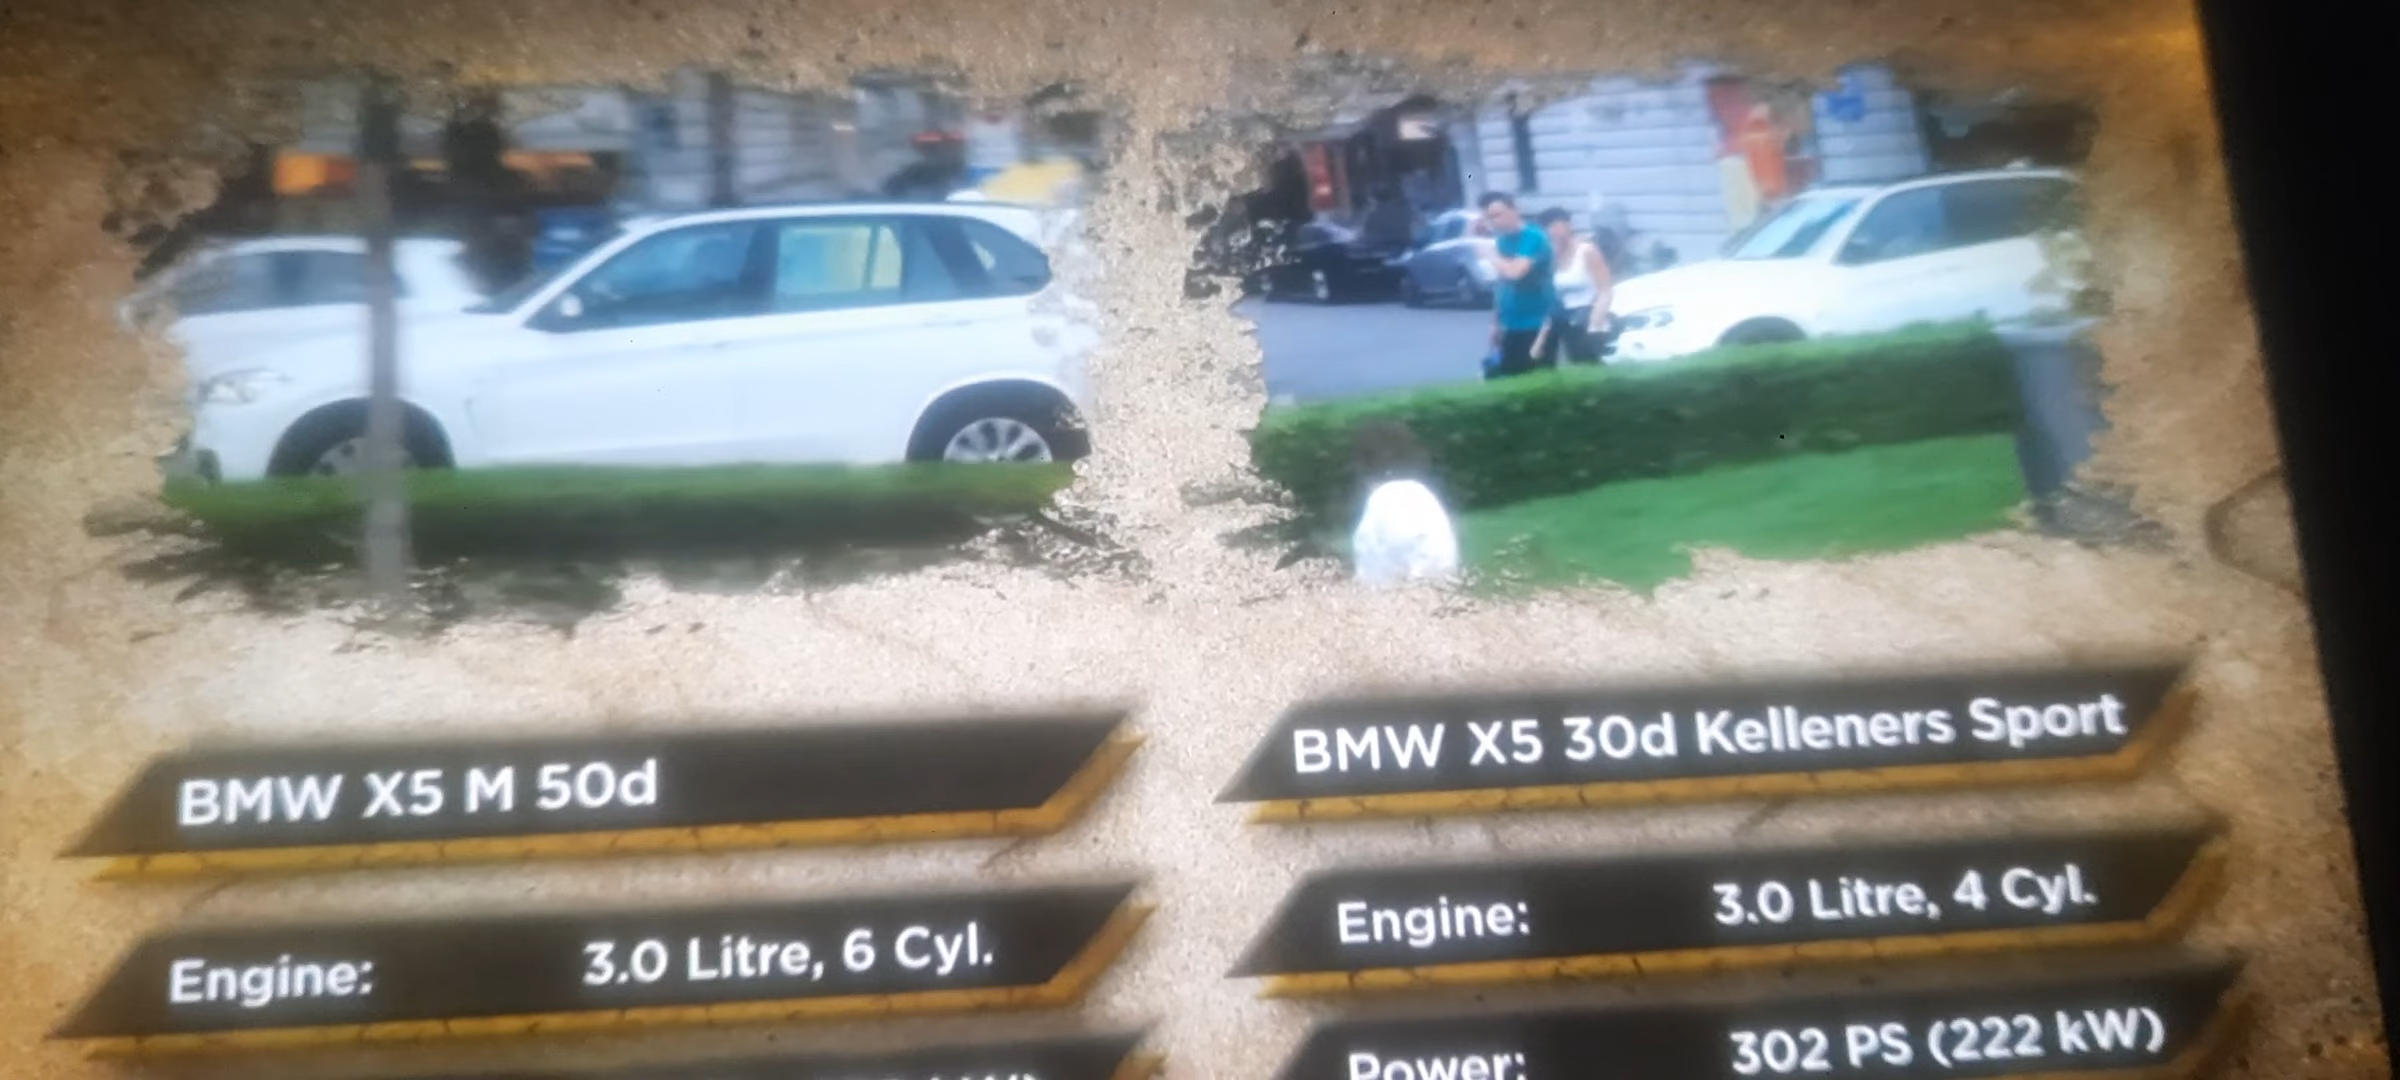 BMW X5 M 50d
Engine: 3.0 Litre, 6 Cyl.
BMW X5 30d Kelleners Sport
Engine: 3.0 Litre, 4 Cyl.
Power: 302 PS (222 kW)